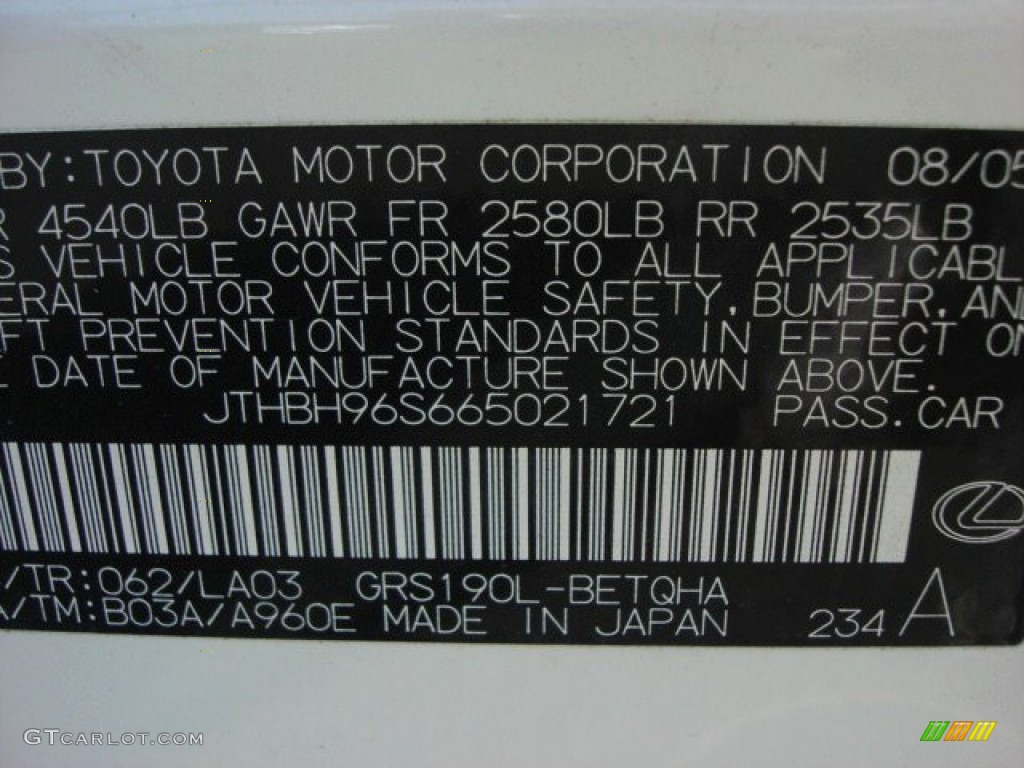 BY:TOYOTA MOTOR CORPORATION 08/05
R 4540LB GAWR FR 2580LB RR 2535LB
S VEHICLE CONFORMS TO ALL APPLICABL
ERAL MOTOR VEHICLE SAFETY,BUMPER,AND
FT PREVENTION STANDARDS IN EFFECT ON
E DATE OF MANUFACTURE SHOWN ABOVE.
JTHBH96S665021721 PASS.CAR
/TR:062/LA03 GRS190L-BETQHA
A/TM:B03A/A960E MADE IN JAPAN 234 A
GTCARLOT.COM